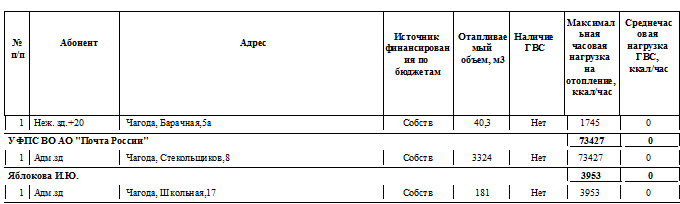 № п/п Абонент Адрес Источник финансирования по бюджетам Отапливаемый объем, м3 Наличие ГВС Максимальная часовая нагрузка на отопление, ккал/час Среднечасовая нагрузка ГВС, ккал/час
1 Неж. зд.+20 Чагода, Барачная,5а Собств 40,3 Нет 1745 0
УФПС ВО АО "Почта России" 73427 0
1 Адм.зд Чагода, Стекольщиков,8 Собств 3324 Нет 73427 0
Яблокова И.Ю. 3953 0
1 Адм.зд Чагода, Школьная,17 Собств 181 Нет 3953 0